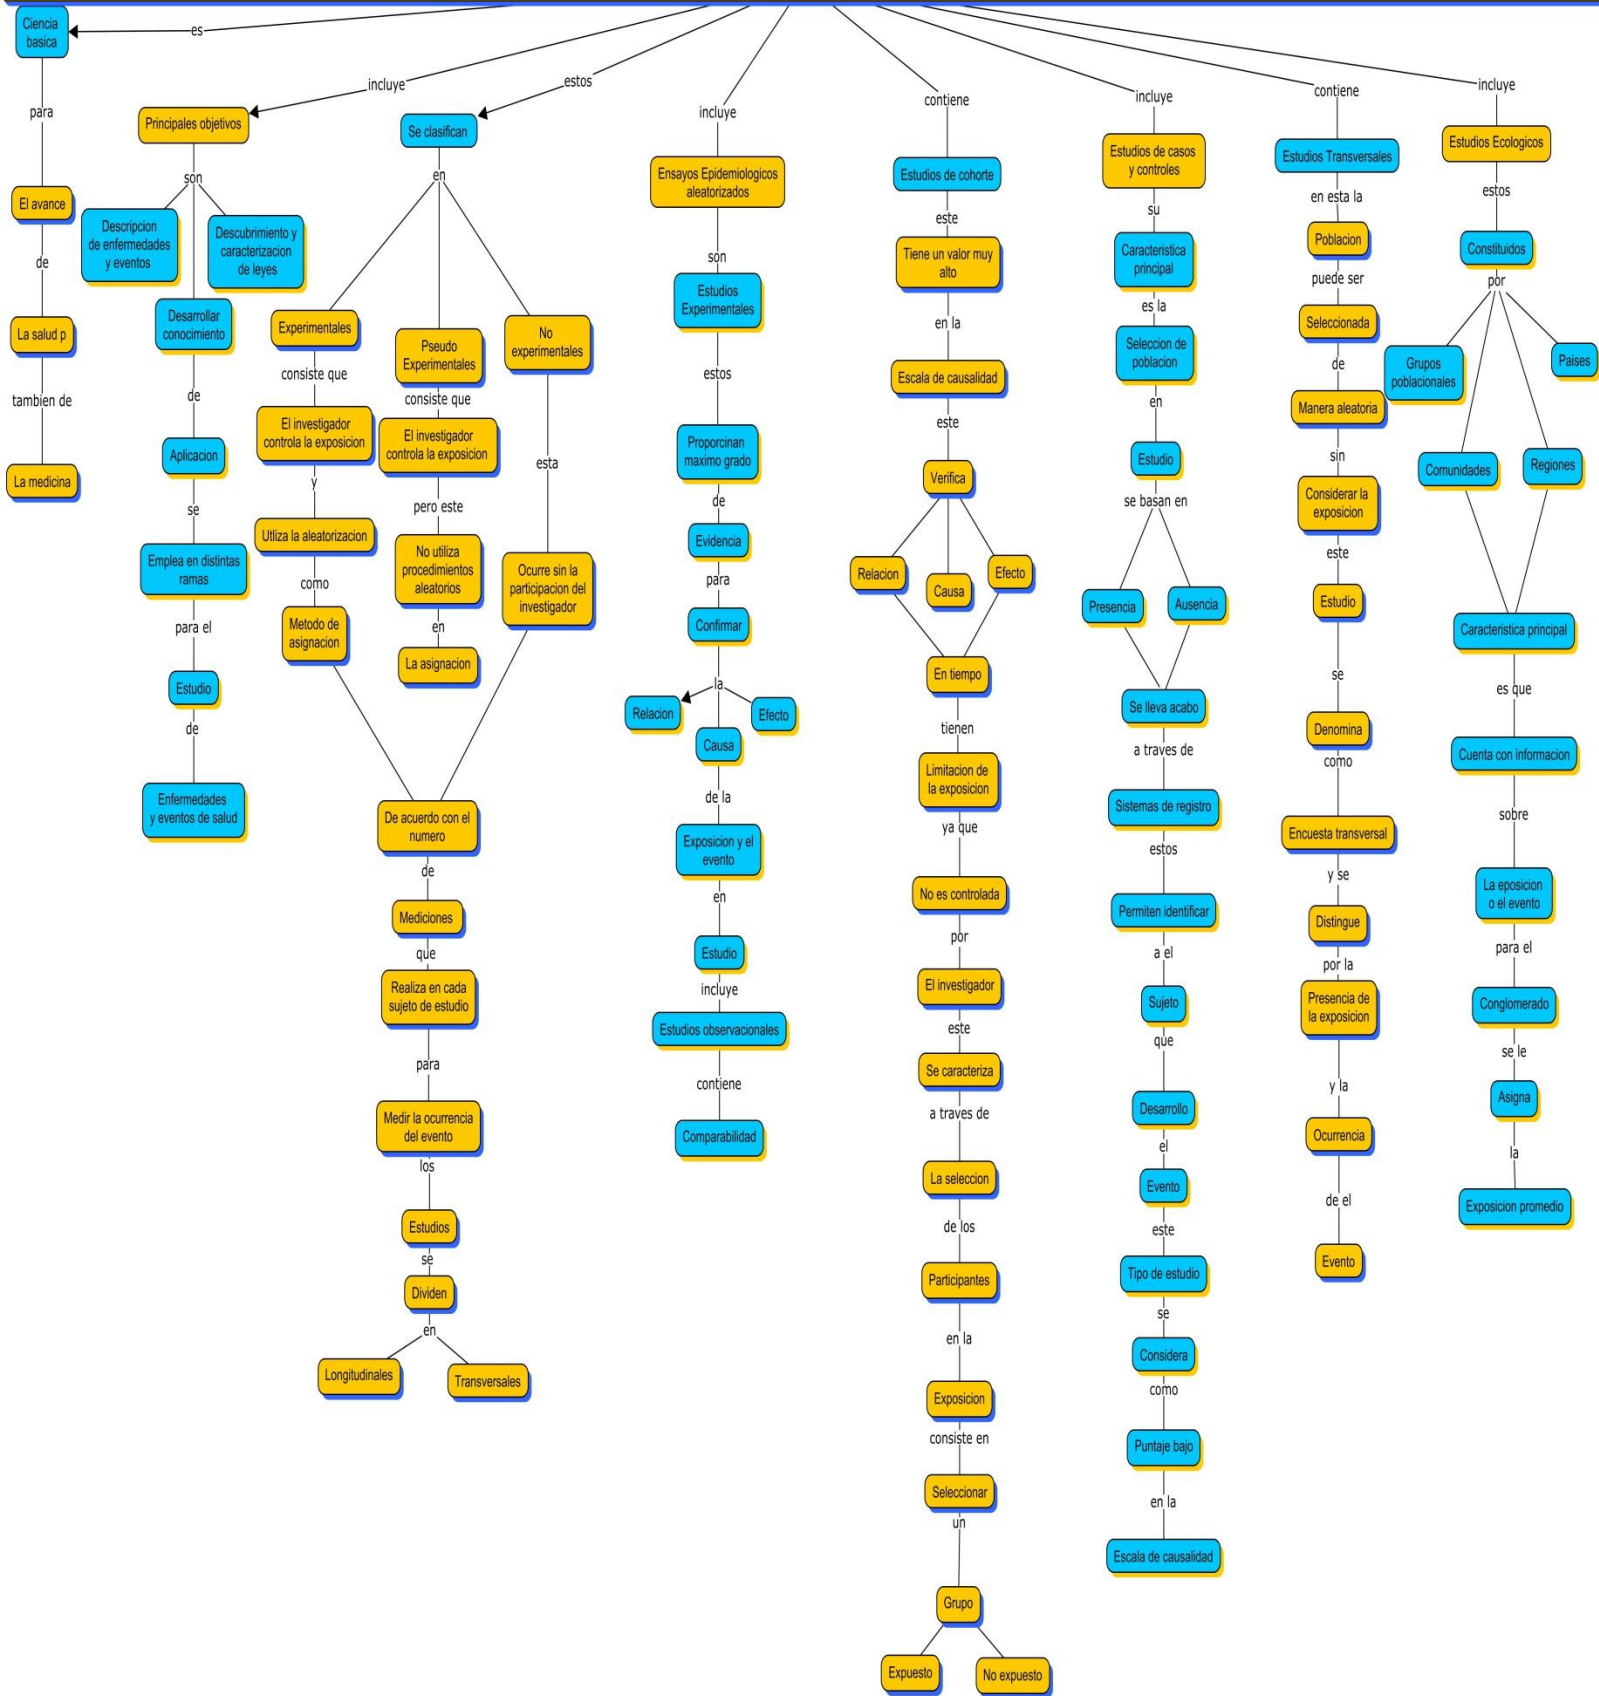 Ciencia
basica
es
para
El avance
de
La salud p
tambien de
La medicina
incluye
Principales objetivos
son
Descripcion
de enfermedades
y eventos
Descubrimiento y
caracterizacion
de leyes
Desarrollar
conocimiento
de
Aplicacion
se
Emplea en distintas
ramas
para el
Estudio
de
Enfermedades
y eventos de salud
estos
Se clasifican
en
Experimentales
consiste que
El investigador
controla la exposicion
y
Utliza la aleatorizacion
como
Metodo de
asignacion
Pseudo
Experimentales
consiste que
El investigador
controla la exposicion
pero este
No utiliza
procedimientos
aleatorios
en
La asignacion
No
experimentales
esta
Ocurre sin la
participacion del
investigador
De acuerdo con el
numero
de
Mediciones
que
Realiza en cada
sujeto de estudio
para
Medir la ocurrencia
del evento
los
Estudios
se
Dividen
en
Longitudinales
Transversales
incluye
Ensayos Epidemiologicos
aleatorizados
son
Estudios
Experimentales
estos
Proporcinan
maximo grado
de
Evidencia
para
Confirmar
la
Relacion
Causa
Efecto
de la
Exposicion y el
evento
en
Estudio
incluye
Estudios observacionales
contiene
Comparabilidad
contiene
Estudios de cohorte
este
Tiene un valor muy
alto
en la
Escala de causalidad
este
Verifica
Relacion
Causa
Efecto
En tiempo
tienen
Limitacion de
la exposicion
ya que
No es controlada
por
El investigador
este
Se caracteriza
a traves de
La seleccion
de los
Participantes
en la
Exposicion
consiste en
Seleccionar
un
Grupo
Expuesto
No expuesto
incluye
Estudios de casos
y controles
su
Caracteristica
principal
es la
Seleccion de
poblacion
en
Estudio
se basan en
Presencia
Ausencia
Se lleva acabo
a traves de
Sistemas de registro
estos
Permiten identificar
a el
Sujeto
que
Desarrollo
el
Evento
este
Tipo de estudio
se
Considera
como
Puntaje bajo
en la
Escala de causalidad
contiene
Estudios Transversales
en esta la
Poblacion
puede ser
Seleccionada
de
Manera aleatoria
sin
Considerar la
exposicion
este
Estudio
se
Denomina
como
Encuesta transversal
y se
Distingue
por la
Presencia de
la exposicion
y la
Ocurrencia
de el
Evento
incluye
Estudios Ecologicos
estos
Constituidos
por
Grupos
poblacionales
Comunidades
Regiones
Paises
Caracteristica principal
es que
Cuenta con informacion
sobre
La eposicion
o el evento
para el
Conglomerado
se le
Asigna
la
Exposicion promedio